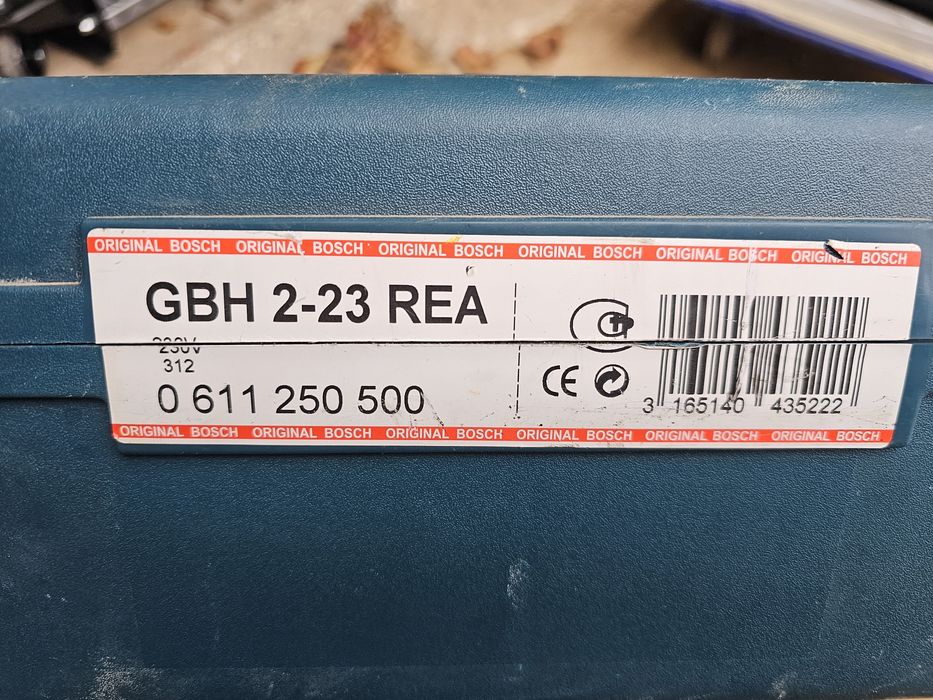 ORIGINAL BOSCH ORIGINAL BOSCH ORIGINAL BOSCH ORIGINAL BOSCH ORIGINAL BOSCH ORIGINAL BOSCH
GBH 2-23 REA
230V
312
0 611 250 500
CE
3 165140 435222
ORIGINAL BOSCH ORIGINAL BOSCH ORIGINAL BOSCH ORIGINAL BOSCH ORIGINAL BOSCH ORIGINAL BOSCH